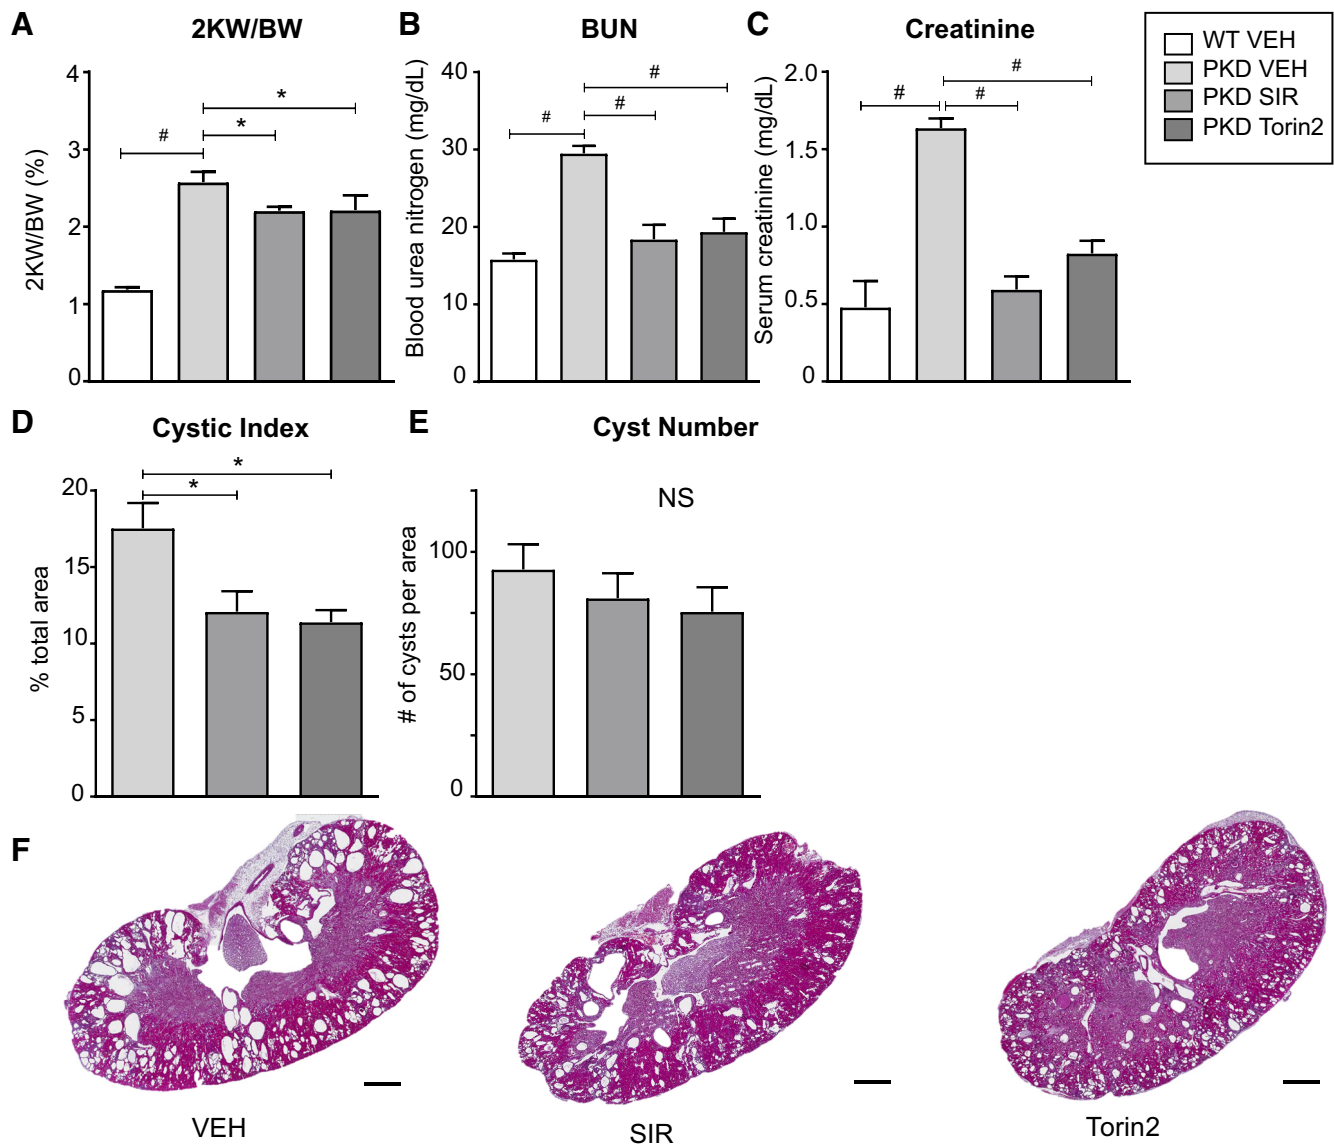 A
2KW/BW
2KW/BW (%)
4
3
2
1
0
#
*
*
B
BUN
Blood urea nitrogen (mg/dL)
40
30
20
10
0
#
#
#
C
Creatinine
Serum creatinine (mg/dL)
2.0
1.5
1.0
0.5
0
#
#
#
WT VEH
PKD VEH
PKD SIR
PKD Torin2
D
Cystic Index
% total area
20
15
10
5
0
*
*
E
Cyst Number
# of cysts per area
100
50
0
NS
F
VEH
SIR
Torin2